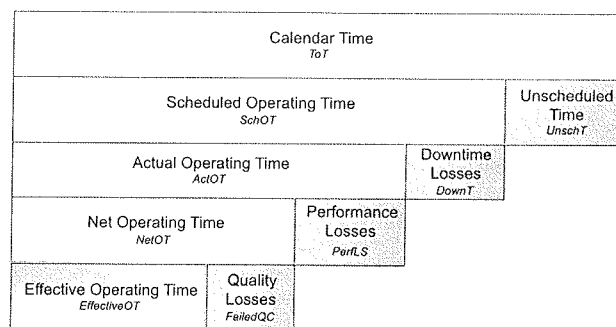 Calendar Time
ToT
Scheduled Operating Time
SchOT
Unscheduled
Time
UnschT
Actual Operating Time
ActOT
Downtime
Losses
DownT
Net Operating Time
NetOT
Performance
Losses
PerfLS
Effective Operating Time
EffectiveOT
Quality
Losses
FailedQC